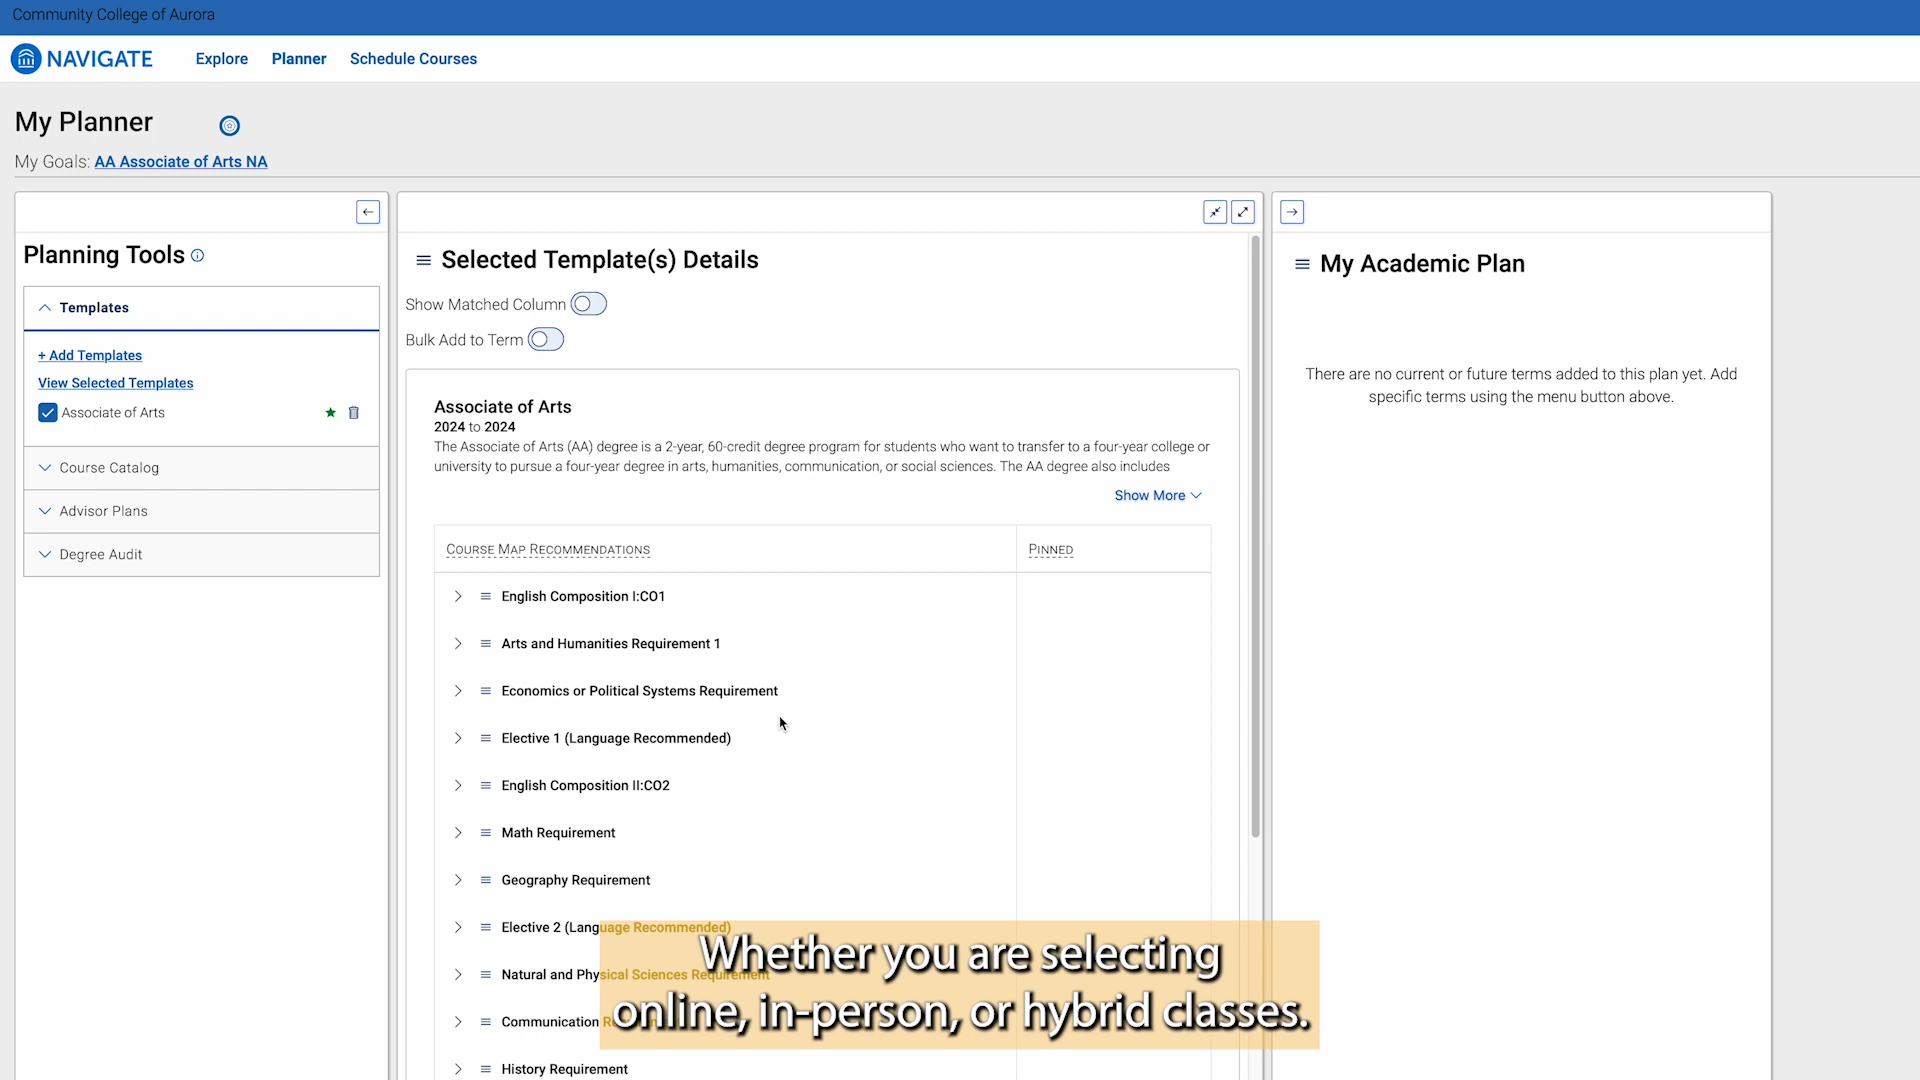 Community College of Aurora
NAVIGATE
Explore
Planner
Schedule Courses
My Planner
My Goals: AA Associate of Arts NA
Planning Tools
Templates
+ Add Templates
View Selected Templates
Associate of Arts
Course Catalog
Advisor Plans
Degree Audit
Selected Template(s) Details
Show Matched Column
Bulk Add to Term
Associate of Arts
2024 to 2024
The Associate of Arts (AA) degree is a 2-year, 60-credit degree program for students who want to transfer to a four-year college or
university to pursue a four-year degree in arts, humanities, communication, or social sciences. The AA degree also includes
Show More
COURSE MAP RECOMMENDATIONS
PINNED
English Composition I:CO1
Arts and Humanities Requirement 1
Economics or Political Systems Requirement
Elective 1 (Language Recommended)
English Composition II:CO2
Math Requirement
Geography Requirement
Elective 2 (Language Recommended)
Natural and Physical Sciences Requirement
Communication
History Requirement
My Academic Plan
There are no current or future terms added to this plan yet. Add
specific terms using the menu button above.
Whether you are selecting
online, in-person, or hybrid classes.